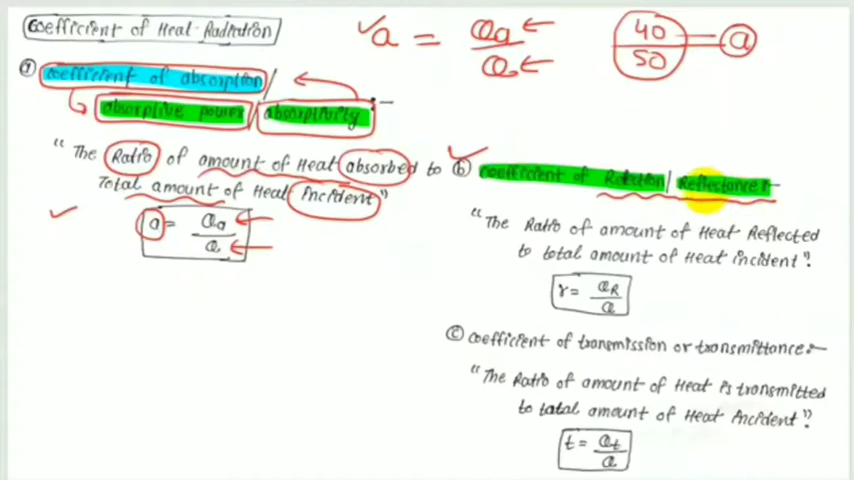 Coefficient of Heat Radiation
a = Qa / Q
40 / 50 = a
(a) Coefficient of absorption /
absorptive power / absorptivity :-
"The Ratio of amount of Heat absorbed to
Total amount of Heat Incident"
a = Qa / Q
(b) Coefficient of / Reflectance :-
"The Ratio of amount of Heat Reflected
to total amount of Heat incident".
r = QR / Q
(c) Coefficient of transmission or transmittance :-
"The Ratio of amount of Heat is transmitted
to total amount of Heat Incident".
t = Qt / Q